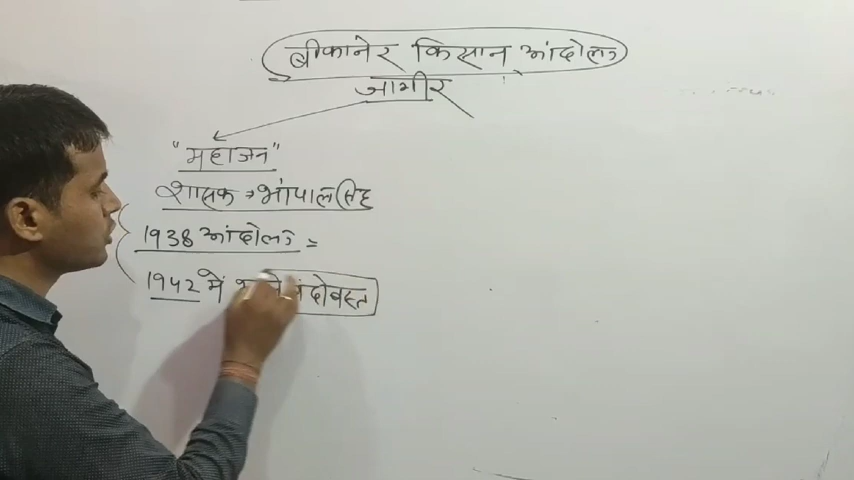 बीकानेर किसान आंदोलन
जागीर
"महाजन"
शासक → भोपालसिंह
1938 आंदोलन =
1942 में बंदोबस्त